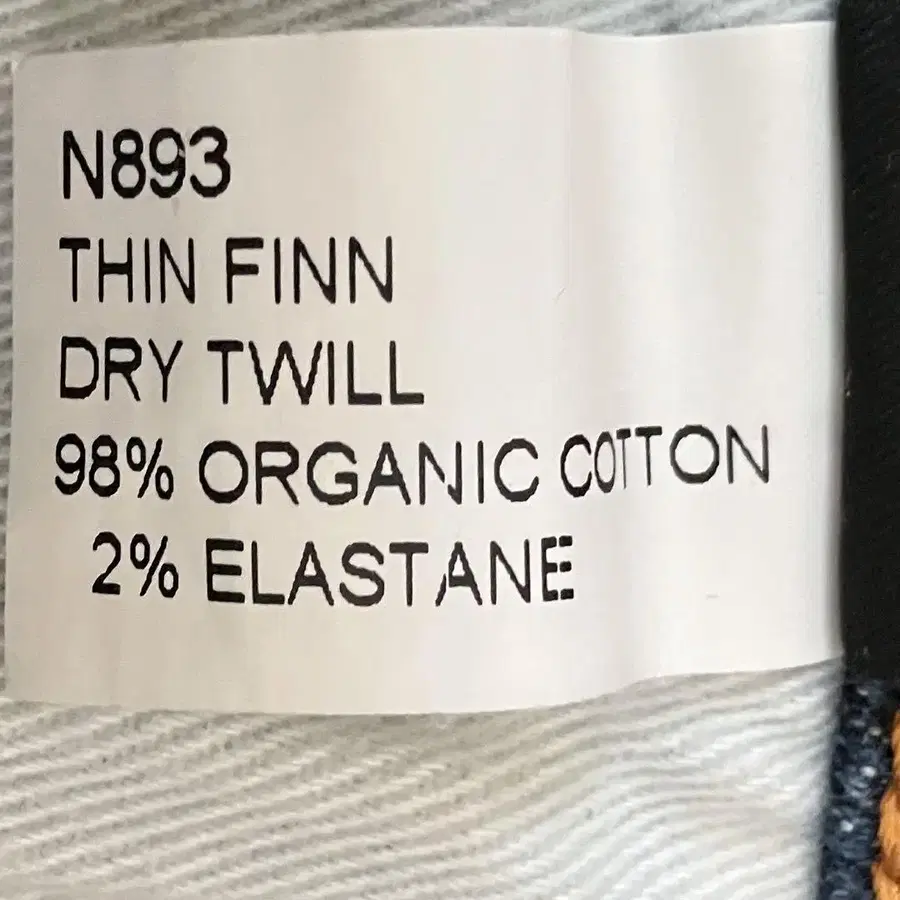 N893
THIN FINN
DRY TWILL
98% ORGANIC COTTON
2% ELASTANE